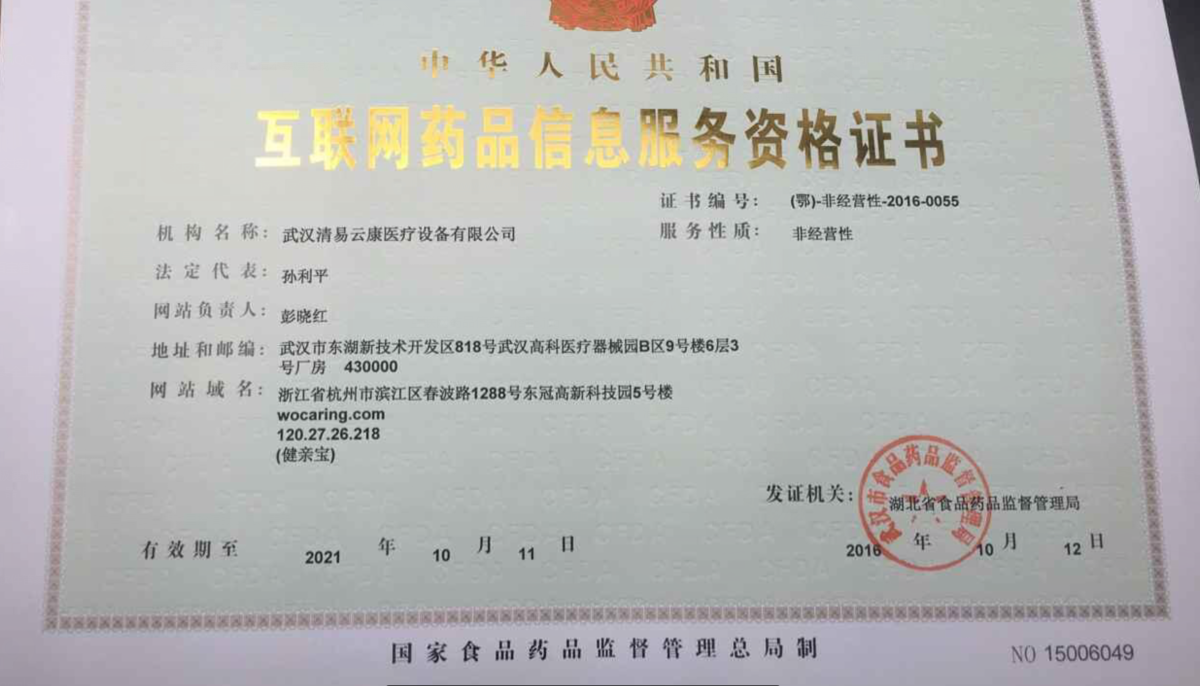 中华人民共和国
互联网药品信息服务资格证书
证书编号： (鄂)-非经营性-2016-0055
机构名称： 武汉清易云康医疗设备有限公司
服务性质： 非经营性
法定代表： 孙利平
网站负责人： 彭晓红
地址和邮编： 武汉市东湖新技术开发区818号武汉高科医疗器械园B区9号楼6层3
号厂房 430000
网站域名： 浙江省杭州市滨江区春波路1288号东冠高新科技园5号楼
wocaring.com
120.27.26.218
(健亲宝)
武汉市食品药品监督管理局
发证机关： 湖北省食品药品监督管理局
有效期至 2021 年 10 月 11 日
2016 年 10 月 12 日
国家食品药品监督管理总局制
NO 15006049